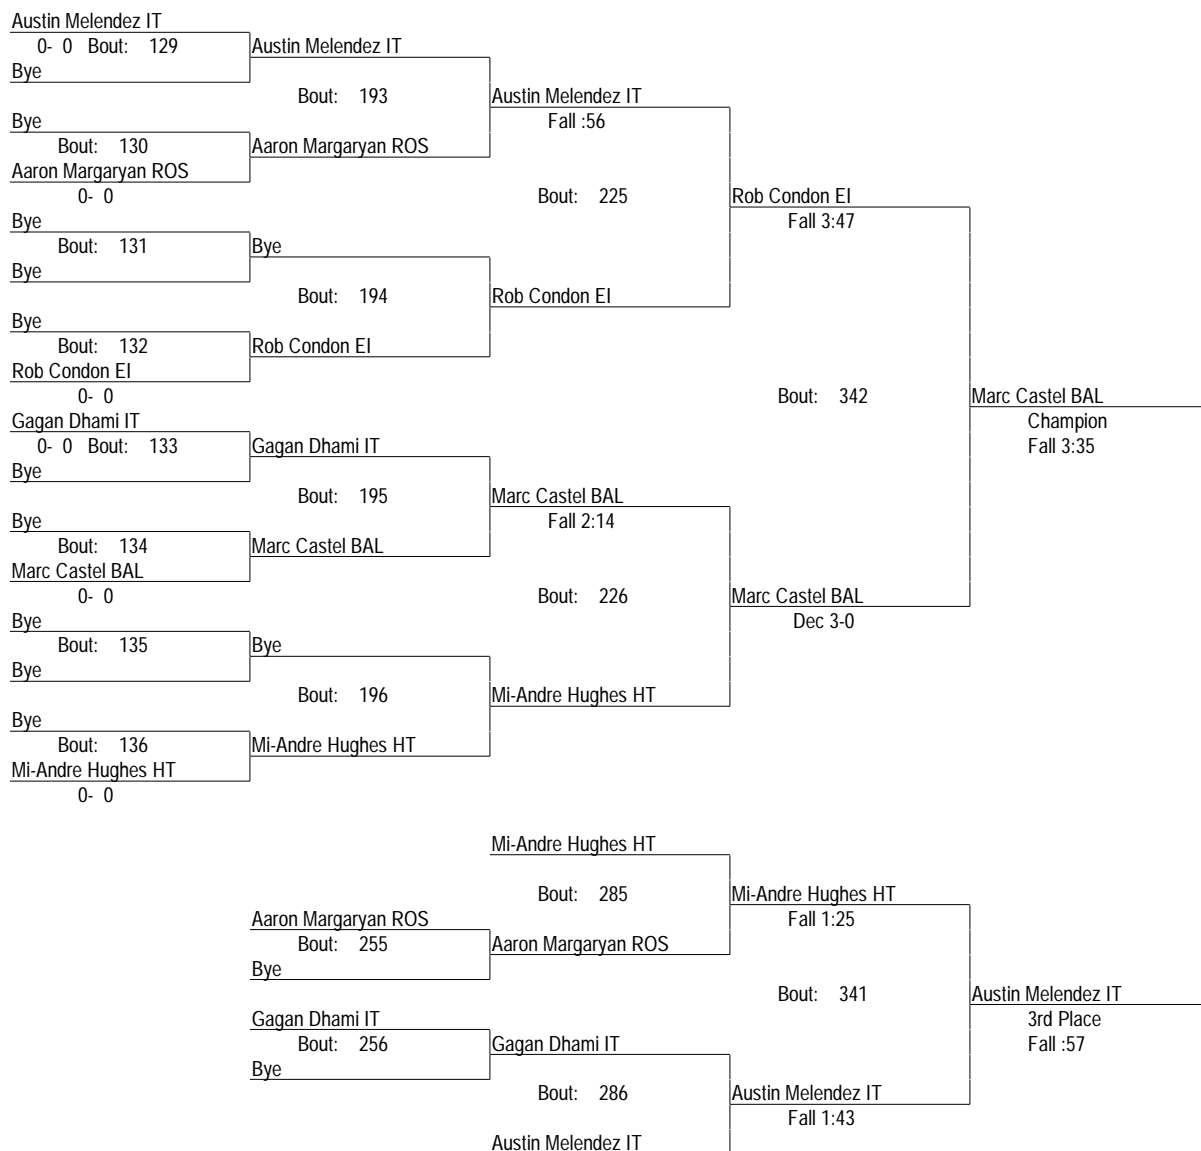 Austin Melendez IT
0- 0 Bout: 129 Austin Melendez IT
Bye
Bout: 193 Austin Melendez IT
Bye Fall :56
Bout: 130 Aaron Margaryan ROS
Aaron Margaryan ROS
0- 0 Bout: 225 Rob Condon EI
Bye Fall 3:47
Bout: 131 Bye
Bye
Bout: 194 Rob Condon EI
Bye
Bout: 132 Rob Condon EI
Rob Condon EI
0- 0 Bout: 342 Marc Castel BAL
Gagan Dhami IT Champion
0- 0 Bout: 133 Gagan Dhami IT Fall 3:35
Bye
Bout: 195 Marc Castel BAL
Bye Fall 2:14
Bout: 134 Marc Castel BAL
Marc Castel BAL
0- 0 Bout: 226 Marc Castel BAL
Bye Dec 3-0
Bout: 135 Bye
Bye
Bout: 196 Mi-Andre Hughes HT
Bye
Bout: 136 Mi-Andre Hughes HT
Mi-Andre Hughes HT
0- 0
Mi-Andre Hughes HT
Bout: 285 Mi-Andre Hughes HT
Aaron Margaryan ROS Fall 1:25
Bout: 255 Aaron Margaryan ROS
Bye
Bout: 341 Austin Melendez IT
Gagan Dhami IT 3rd Place
Bout: 256 Gagan Dhami IT Fall :57
Bye
Bout: 286 Austin Melendez IT
Fall 1:43
Austin Melendez IT